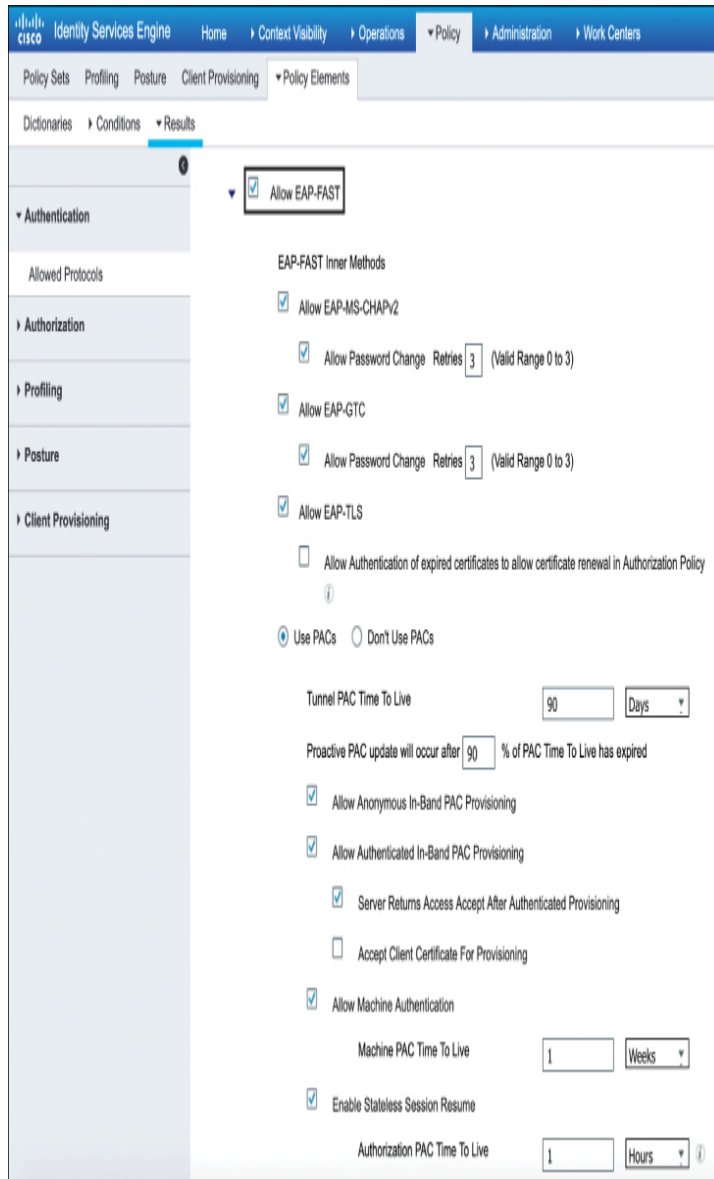 CISCO Identity Services Engine Home Context Visibility Operations Policy Administration Work Centers
Policy Sets Profiling Posture Client Provisioning Policy Elements
Dictionaries Conditions Results
Authentication
Allowed Protocols
Authorization
Profiling
Posture
Client Provisioning
Allow EAP-FAST
EAP-FAST Inner Methods
Allow EAP-MS-CHAPv2
Allow Password Change Retries 3 (Valid Range 0 to 3)
Allow EAP-GTC
Allow Password Change Retries 3 (Valid Range 0 to 3)
Allow EAP-TLS
Allow Authentication of expired certificates to allow certificate renewal in Authorization Policy
i
Use PACs Don't Use PACs
Tunnel PAC Time To Live 90 Days
Proactive PAC update will occur after 90 % of PAC Time To Live has expired
Allow Anonymous In-Band PAC Provisioning
Allow Authenticated In-Band PAC Provisioning
Server Returns Access Accept After Authenticated Provisioning
Accept Client Certificate For Provisioning
Allow Machine Authentication
Machine PAC Time To Live 1 Weeks
Enable Stateless Session Resume
Authorization PAC Time To Live 1 Hours i